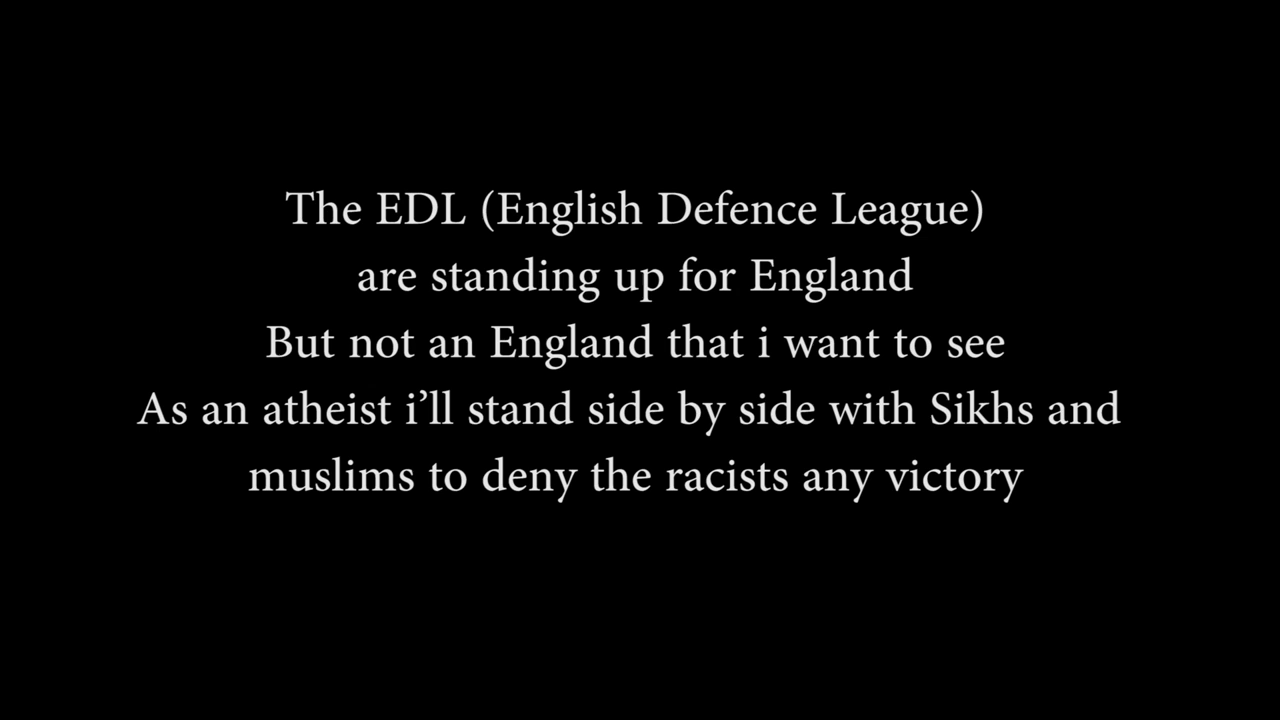 The EDL (English Defence League)
are standing up for England
But not an England that i want to see
As an atheist i’ll stand side by side with Sikhs and
muslims to deny the racists any victory